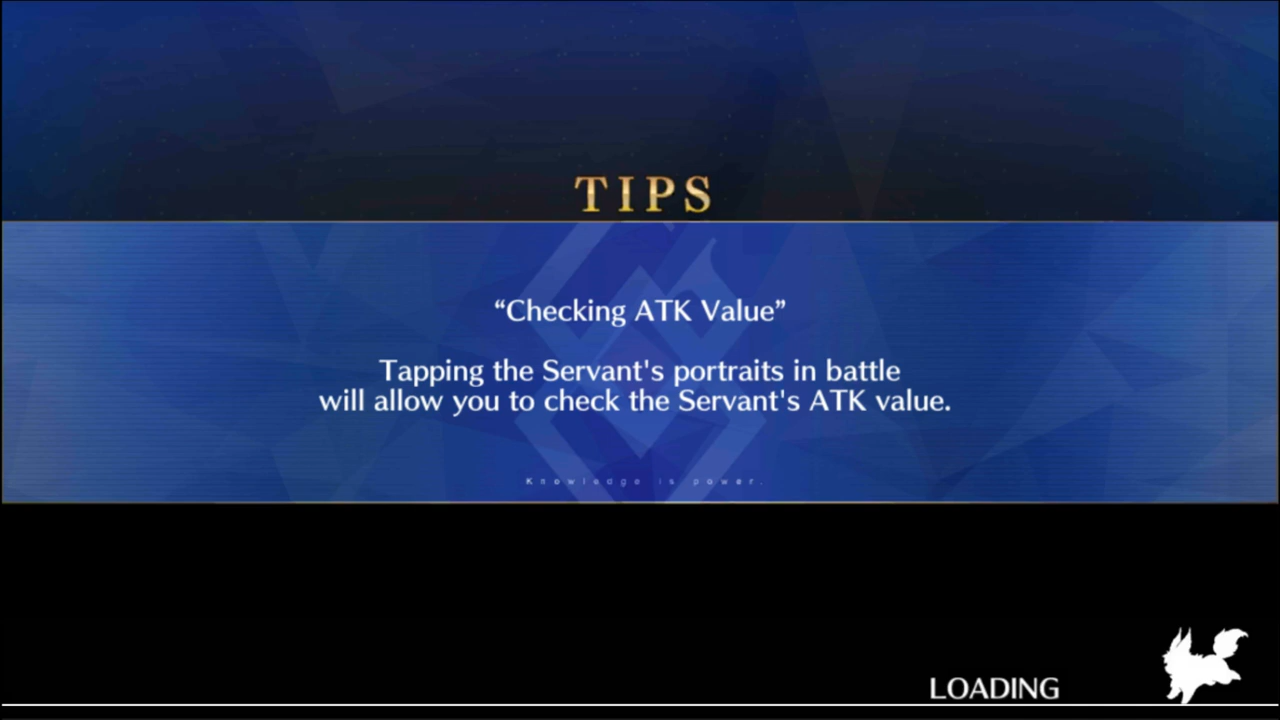 TIPS
“Checking ATK Value”
Tapping the Servant's portraits in battle
will allow you to check the Servant's ATK value.
Knowledge is power.
LOADING